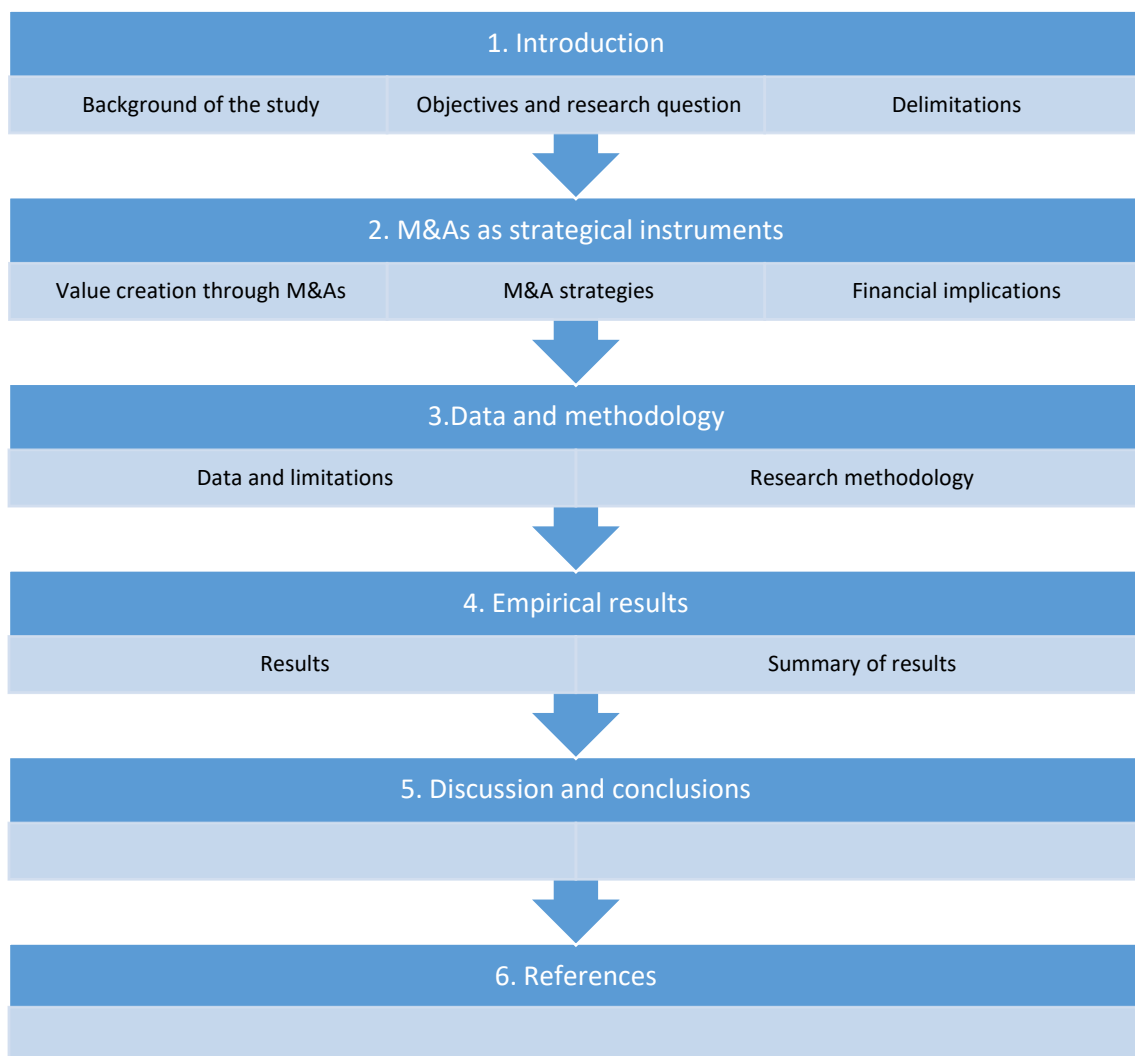 1. Introduction
Background of the study
Objectives and research question
Delimitations
2. M&As as strategical instruments
Value creation through M&As
M&A strategies
Financial implications
3.Data and methodology
Data and limitations
Research methodology
4. Empirical results
Results
Summary of results
5. Discussion and conclusions
6. References